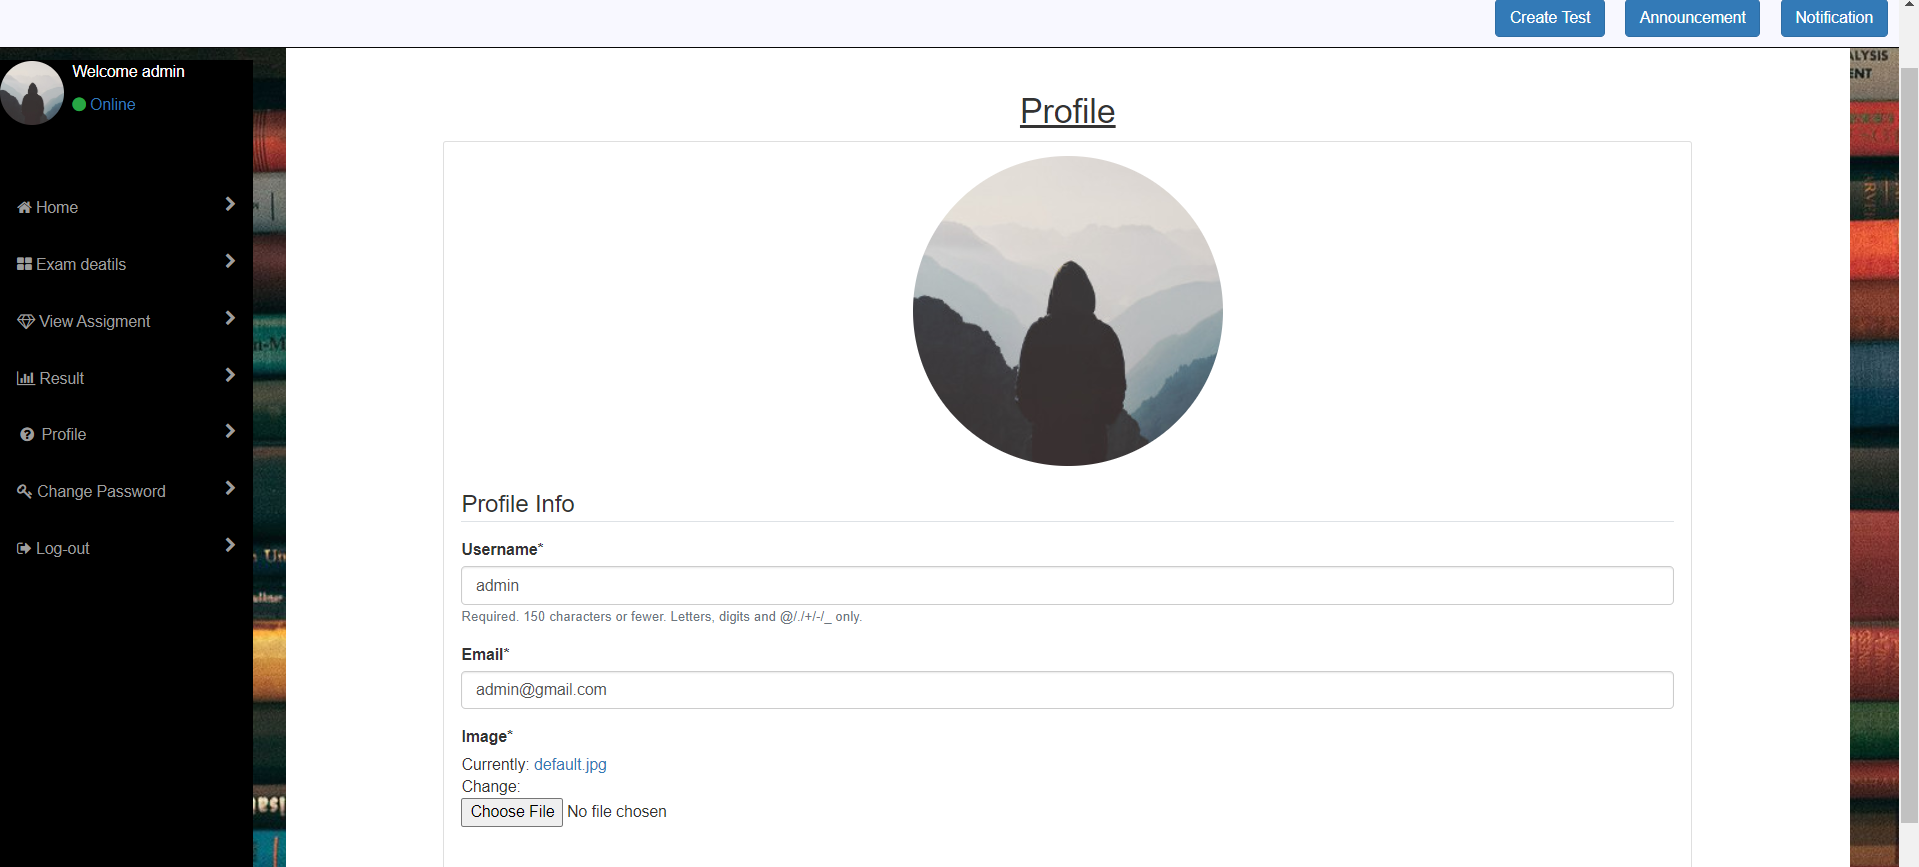 Create Test
Announcement
Notification
Welcome admin
Online
Home
Exam deatils
View Assigment
Result
Profile
Change Password
Log-out
Profile
Profile Info
Username*
admin
Required. 150 characters or fewer. Letters, digits and @/./+/-/_ only.
Email*
admin@gmail.com
Image*
Currently: default.jpg
Change:
Choose File No file chosen